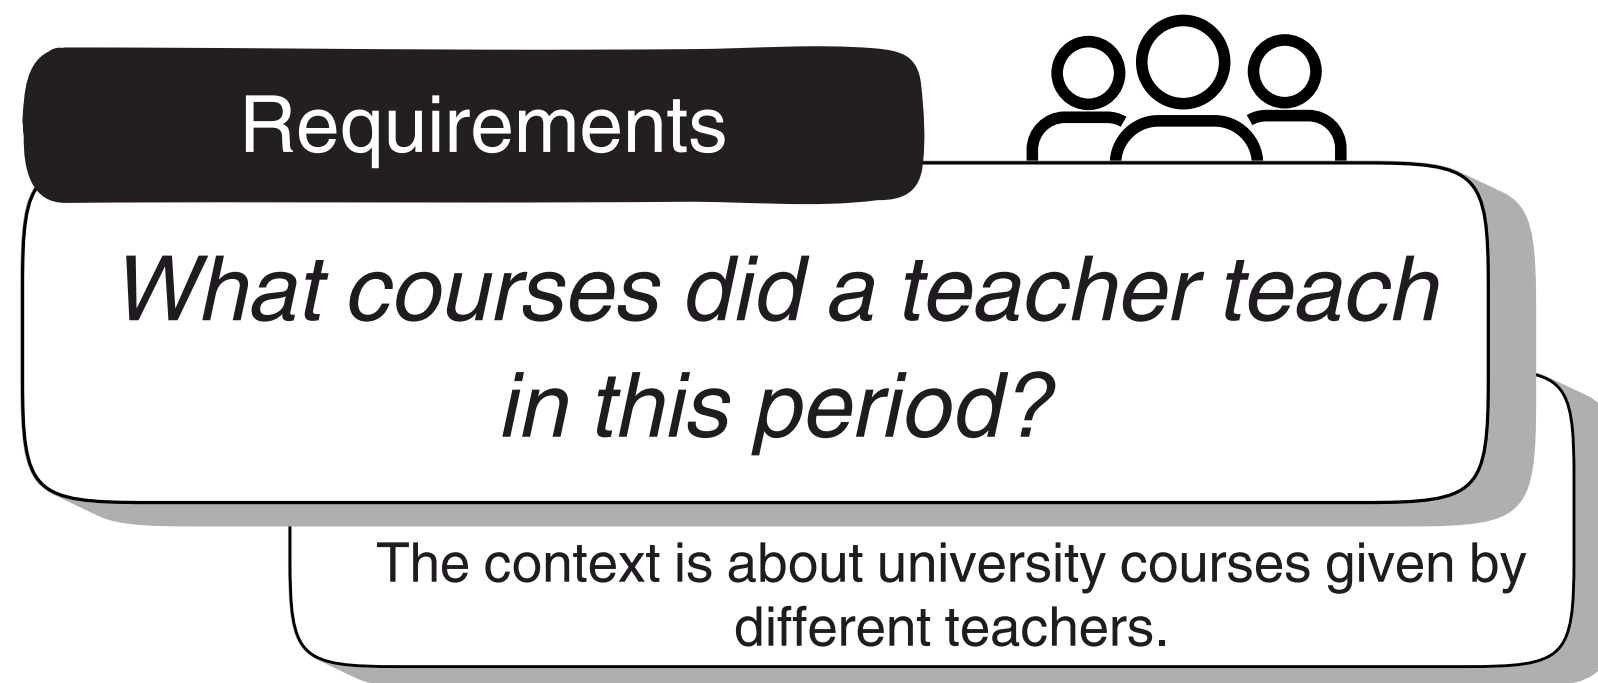 Requirements
What courses did a teacher teach
in this period?
The context is about university courses given by
different teachers.